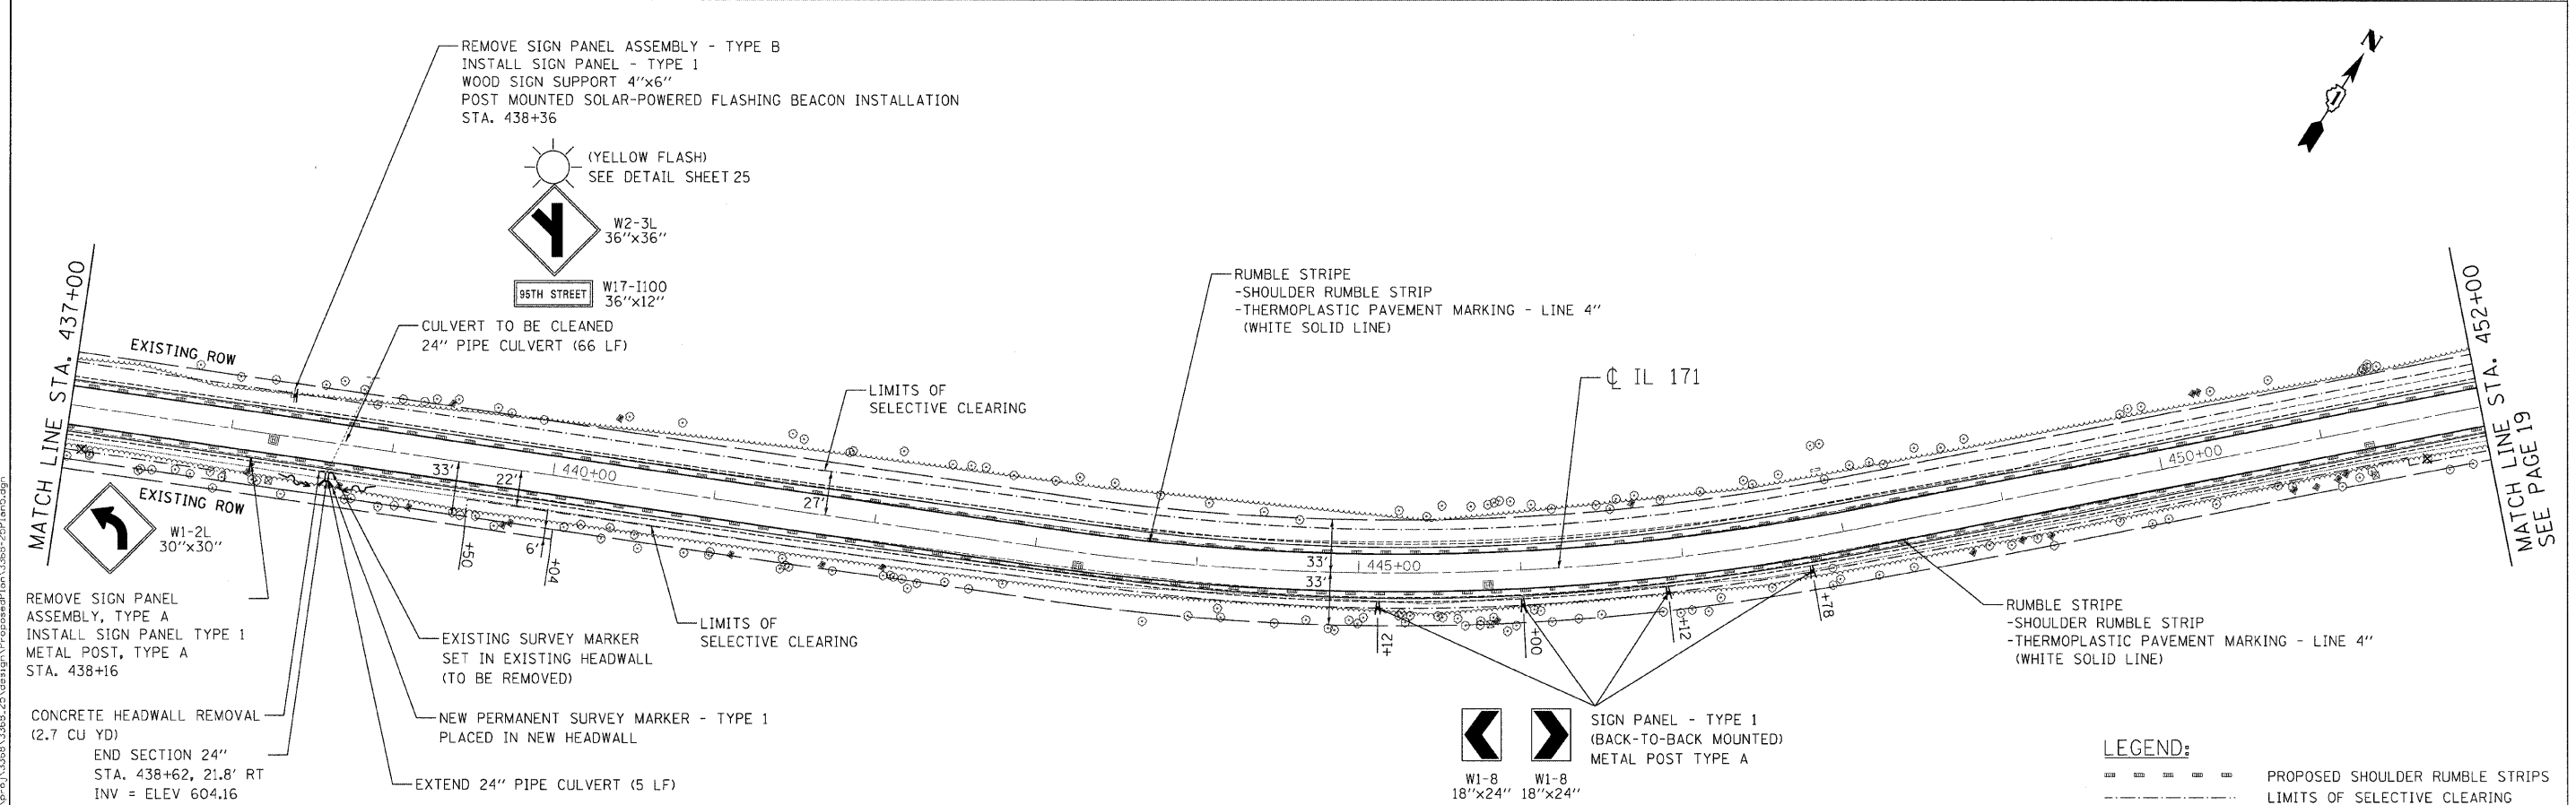 REMOVE SIGN PANEL ASSEMBLY - TYPE B
INSTALL SIGN PANEL - TYPE 1
WOOD SIGN SUPPORT 4"x6"
POST MOUNTED SOLAR-POWERED FLASHING BEACON INSTALLATION
STA. 438+36
N
1
(YELLOW FLASH)
SEE DETAIL SHEET 25
W2-3L
36"x36"
95TH STREET
W17-I100
36"x12"
MATCH LINE STA. 437+00
EXISTING ROW
CULVERT TO BE CLEANED
24" PIPE CULVERT (66 LF)
LIMITS OF
SELECTIVE CLEARING
RUMBLE STRIPE
-SHOULDER RUMBLE STRIP
-THERMOPLASTIC PAVEMENT MARKING - LINE 4"
(WHITE SOLID LINE)
℄ IL 171
MATCH LINE STA. 452+00
SEE PAGE 19
33'
22'
440+00
27'
33'
33'
445+00
450+00
EXISTING ROW
W1-2L
30"x30"
+50
6'
+04
+12
+00
+12
+78
REMOVE SIGN PANEL
ASSEMBLY, TYPE A
INSTALL SIGN PANEL TYPE 1
METAL POST, TYPE A
STA. 438+16
EXISTING SURVEY MARKER
SET IN EXISTING HEADWALL
(TO BE REMOVED)
LIMITS OF
SELECTIVE CLEARING
RUMBLE STRIPE
-SHOULDER RUMBLE STRIP
-THERMOPLASTIC PAVEMENT MARKING - LINE 4"
(WHITE SOLID LINE)
CONCRETE HEADWALL REMOVAL
(2.7 CU YD)
END SECTION 24"
STA. 438+62, 21.8' RT
INV = ELEV 604.16
NEW PERMANENT SURVEY MARKER - TYPE 1
PLACED IN NEW HEADWALL
EXTEND 24" PIPE CULVERT (5 LF)
W1-8
18"x24"
W1-8
18"x24"
SIGN PANEL - TYPE 1
(BACK-TO-BACK MOUNTED)
METAL POST TYPE A
LEGEND:
PROPOSED SHOULDER RUMBLE STRIPS
LIMITS OF SELECTIVE CLEARING